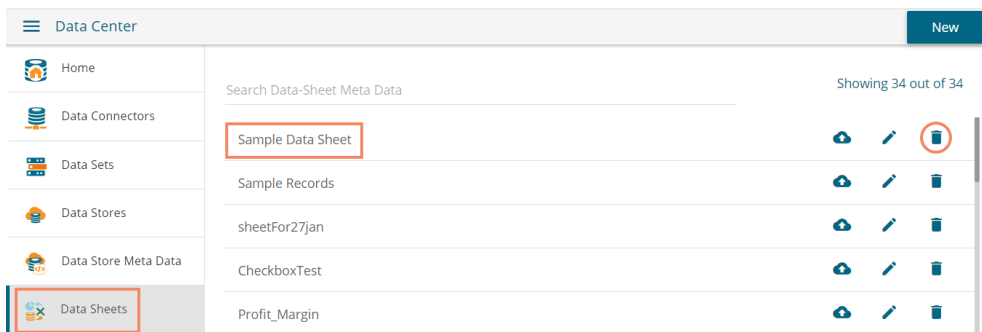 Data Center
New
Home
Data Connectors
Data Sets
Data Stores
Data Store Meta Data
Data Sheets
Search Data-Sheet Meta Data
Showing 34 out of 34
Sample Data Sheet
Sample Records
sheetFor27jan
CheckboxTest
Profit_Margin